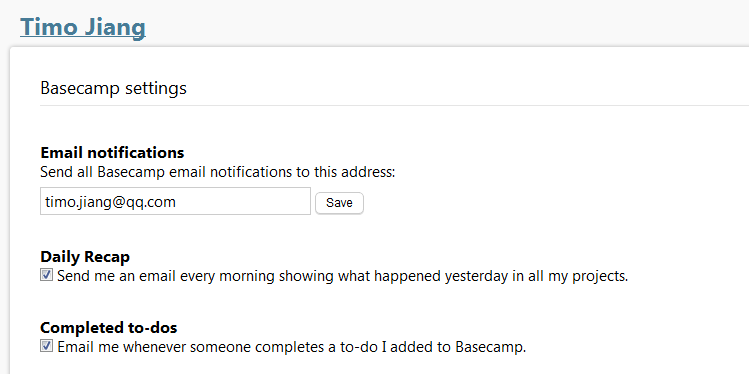 Timo Jiang
Basecamp settings
Email notifications
Send all Basecamp email notifications to this address:
timo.jiang@qq.com Save
Daily Recap
Send me an email every morning showing what happened yesterday in all my projects.
Completed to-dos
Email me whenever someone completes a to-do I added to Basecamp.